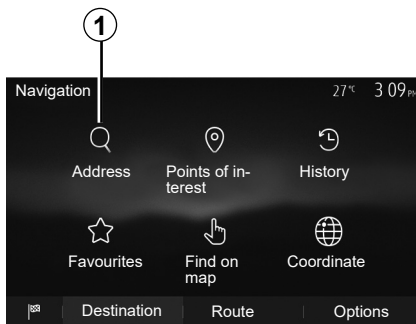 1
Navigation 27°C 3 09 PM
Address Points of in-
terest History
Favourites Find on
map Coordinate
Destination Route Options